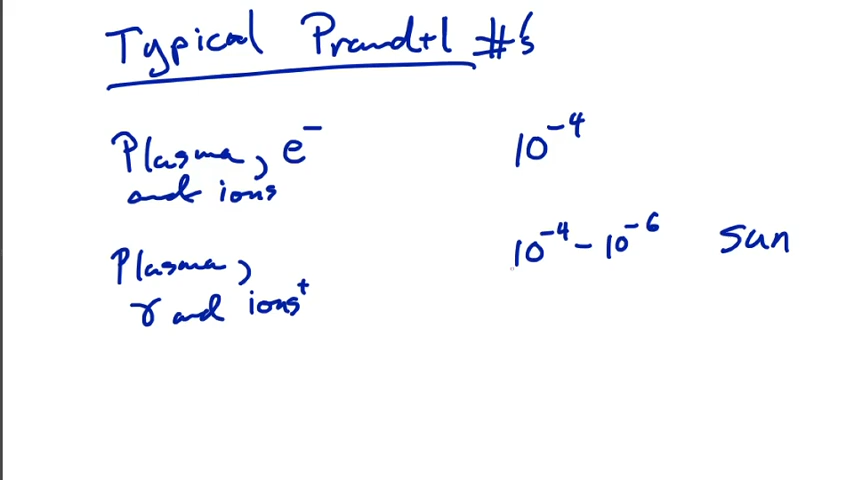 Typical Prandtl #'s
Plasma, e⁻ 10⁻⁴
and ions
Plasma, 10⁻⁴ - 10⁻⁶ sun
γ and ions⁺